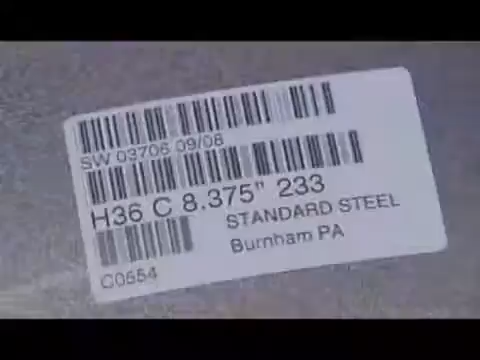 SW 03706 09/08
H36 C 8.375" 233
STANDARD STEEL
Burnham PA
C0554